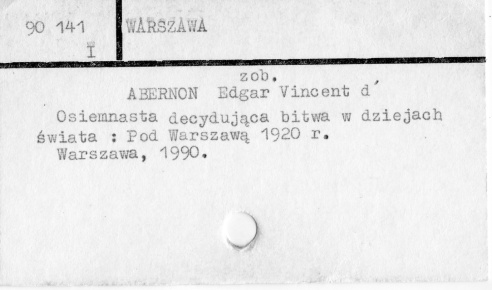 90 141 WARSZAWA
I
zob.
ABERNON Edgar Vincent d'
Osiemnasta decydująca bitwa w dziejach
świata : Pod Warszawą 1920 r.
Warszawa, 1990.